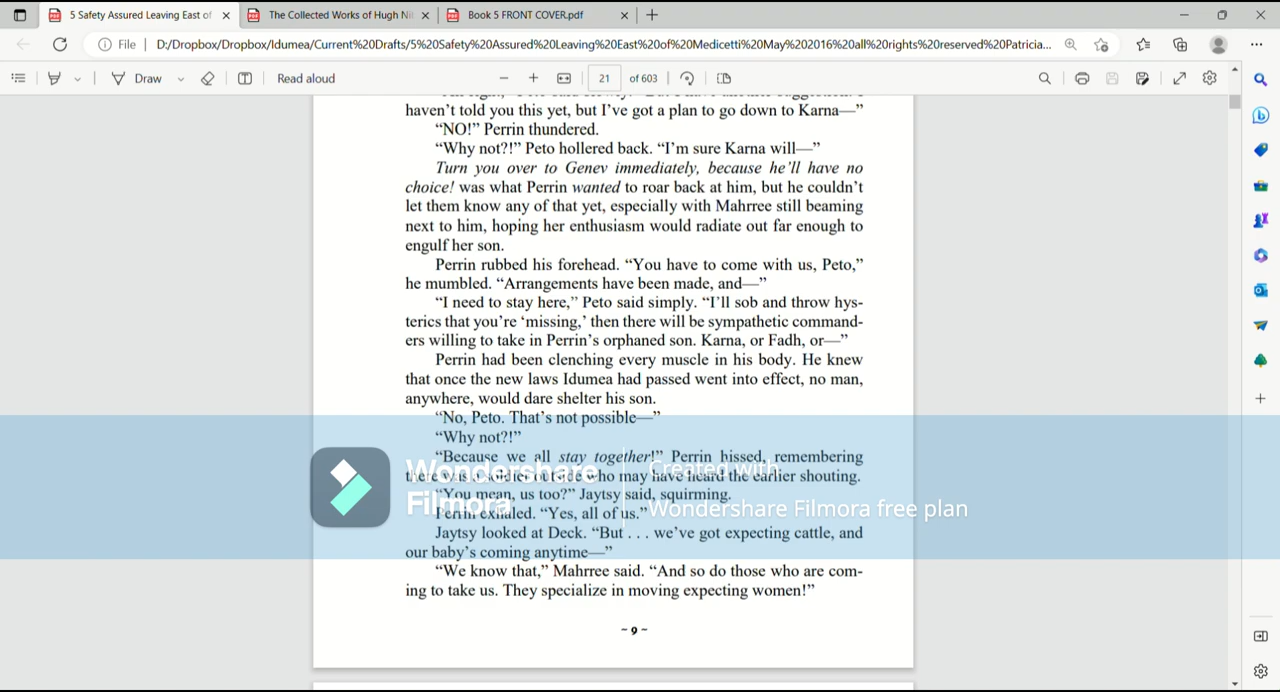 5 Safety Assured Leaving East of
The Collected Works of Hugh Ni
Book 5 FRONT COVER.pdf
File
D:/Dropbox/Dropbox/Idumea/Current%20Drafts/5%20Safety%20Assured%20Leaving%20East%20of%20Medicetti%20May%202016%20all%20rights%20reserved%20Patricia...
Draw
Read aloud
21 of 603
haven’t told you this yet, but I’ve got a plan to go down to Karna—”
“NO!” Perrin thundered.
“Why not?!” Peto hollered back. “I’m sure Karna will—”
Turn you over to Genev immediately, because he’ll have no
choice! was what Perrin wanted to roar back at him, but he couldn’t
let them know any of that yet, especially with Mahrree still beaming
next to him, hoping her enthusiasm would radiate out far enough to
engulf her son.
Perrin rubbed his forehead. “You have to come with us, Peto,”
he mumbled. “Arrangements have been made, and—”
“I need to stay here,” Peto said simply. “I’ll sob and throw hys-
terics that you’re ‘missing,’ then there will be sympathetic command-
ers willing to take in Perrin’s orphaned son. Karna, or Fadh, or—”
Perrin had been clenching every muscle in his body. He knew
that once the new laws Idumea had passed went into effect, no man,
anywhere, would dare shelter his son.
“No, Peto. That’s not possible—”
“Why not?!”
“Because we all stay together!” Perrin hissed, remembering
there was a soldier outside who may have heard the earlier shouting.
“You mean, us too?” Jaytsy said, squirming.
Perrin exhaled. “Yes, all of us.”
Jaytsy looked at Deck. “But . . . we’ve got expecting cattle, and
our baby’s coming anytime—”
“We know that,” Mahrree said. “And so do those who are com-
ing to take us. They specialize in moving expecting women!”
~ 9 ~
Wondershare
Filmora
Created with
Wondershare Filmora free plan